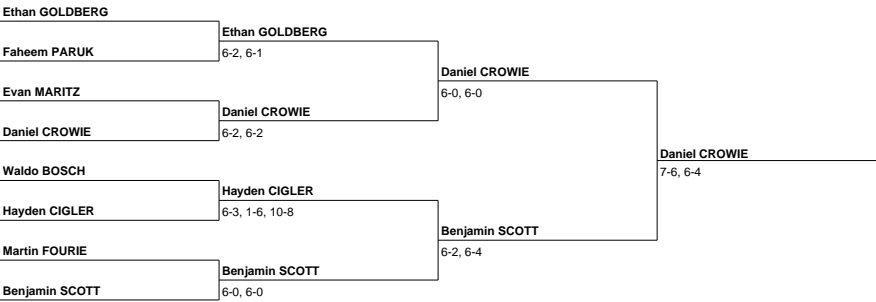 Ethan GOLDBERG
Ethan GOLDBERG
Faheem PARUK
6-2, 6-1
Daniel CROWIE
Evan MARITZ
6-0, 6-0
Daniel CROWIE
Daniel CROWIE
6-2, 6-2
Daniel CROWIE
Waldo BOSCH
7-6, 6-4
Hayden CIGLER
Hayden CIGLER
6-3, 1-6, 10-8
Benjamin SCOTT
Martin FOURIE
6-2, 6-4
Benjamin SCOTT
Benjamin SCOTT
6-0, 6-0